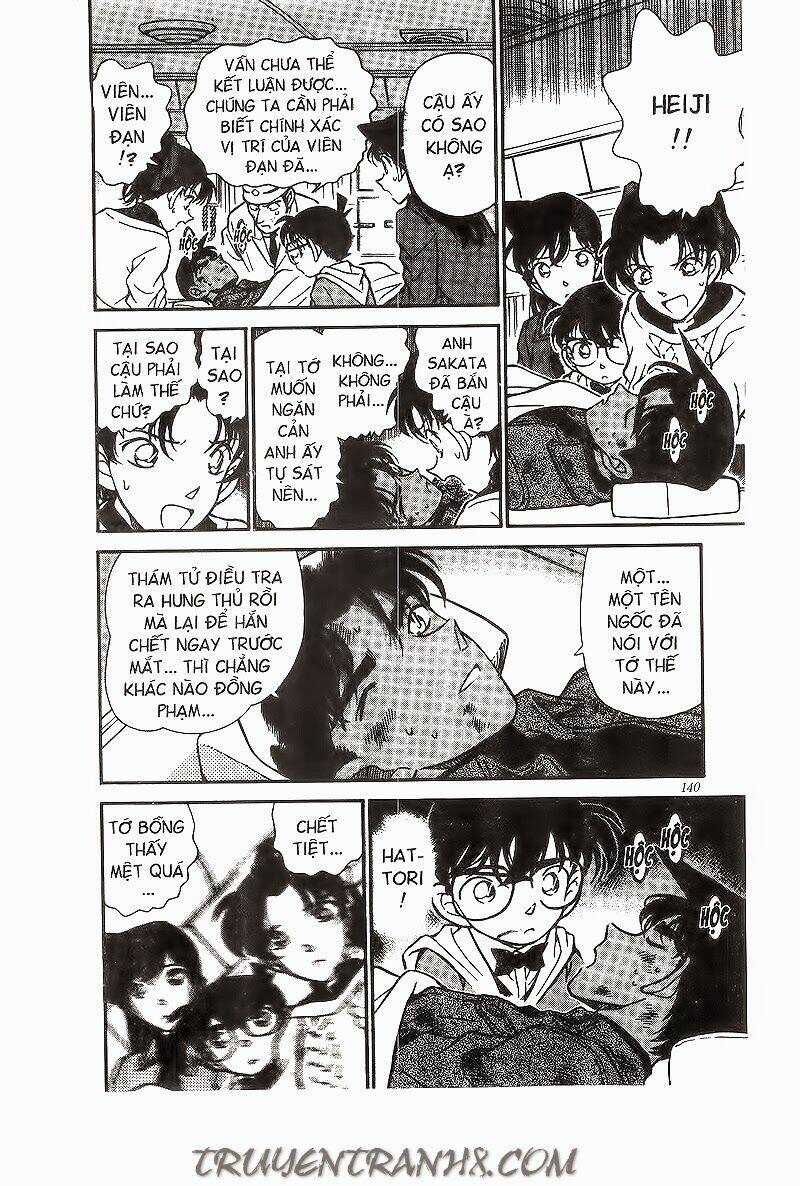 HEIJI
!!
HỘC
HỘC
CẬU ẤY
CÓ SAO
KHÔNG
Ạ?
VẪN CHƯA THỂ
KẾT LUẬN ĐƯỢC...
CHÚNG TA CẦN PHẢI
BIẾT CHÍNH XÁC
VỊ TRÍ CỦA VIÊN
ĐẠN ĐÃ...
VIÊN...
VIÊN
ĐẠN
!?
HỘC
HỘC
ANH
SAKATA
ĐÃ BẮN
CẬU
À?
KHÔNG...
KHÔNG
PHẢI...
TẠI TỚ
MUỐN
NGĂN
CẢN
ANH ẤY
TỰ SÁT
NÊN...
TẠI
SAO
?
TẠI SAO
CẬU PHẢI
LÀM THẾ
CHỨ?
MỘT...
MỘT TÊN
NGỐC ĐÃ
NÓI VỚI
TỚ THẾ
NÀY...
THÁM TỬ ĐIỀU TRA
RA HUNG THỦ RỒI
MÀ LẠI ĐỂ HẮN
CHẾT NGAY TRƯỚC
MẮT... THÌ CHẲNG
KHÁC NÀO ĐỒNG
PHẠM...
140
HỘC
HỘC
HỘC
HAT-
TORI
!
CHẾT
TIỆT...
TỚ BỖNG
THẤY
MỆT QUÁ
...
TRUYENTRANH8.COM